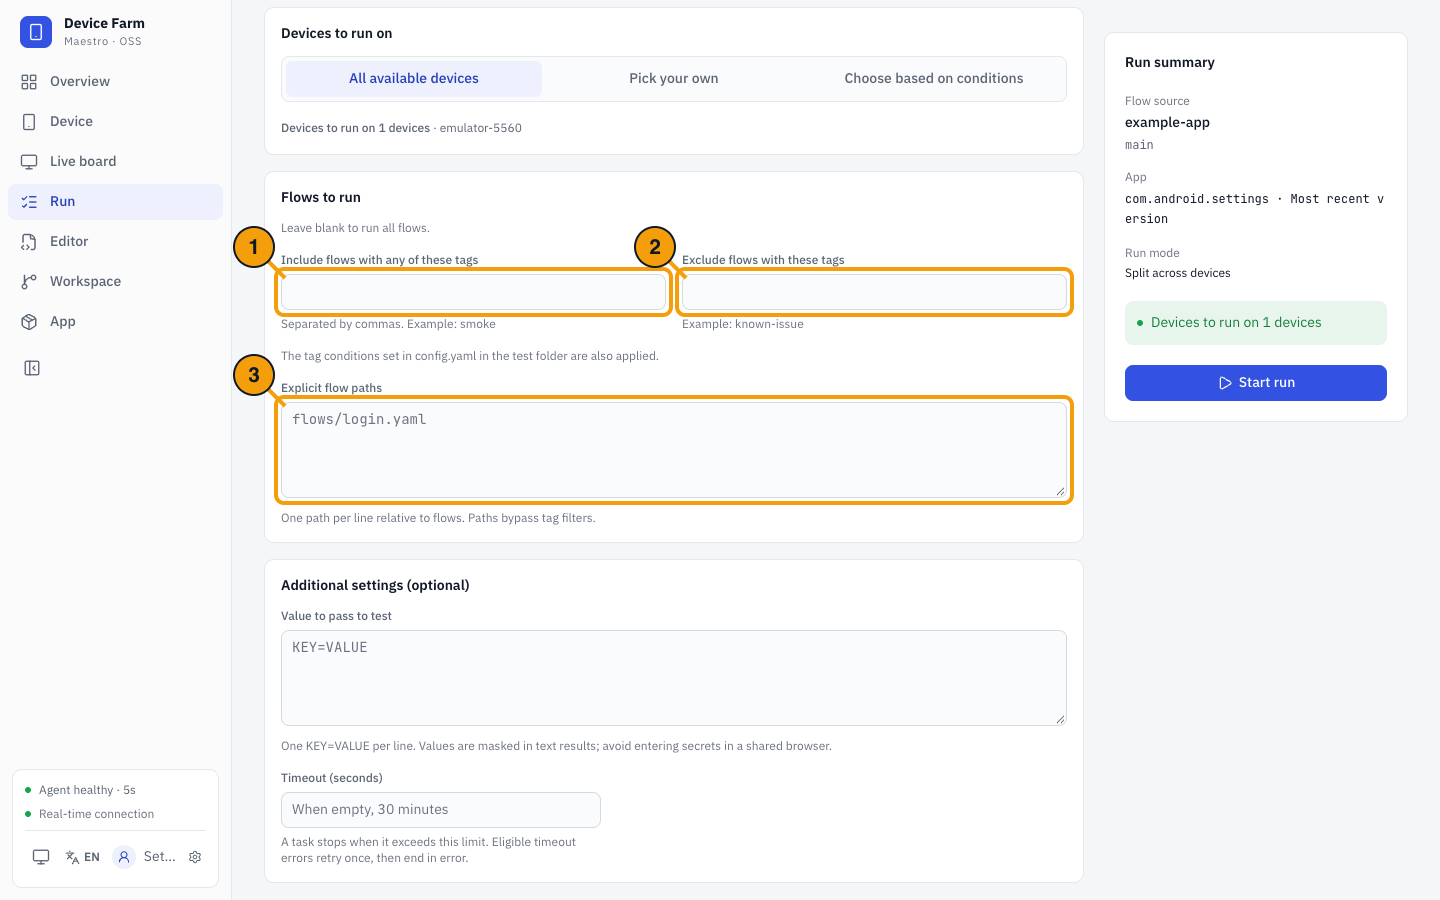 Device Farm
Maestro · OSS
Overview
Device
Live board
Run
Editor
Workspace
App
Agent healthy · 5s
Real-time connection
EN
Set...
Devices to run on
All available devices
Pick your own
Choose based on conditions
Devices to run on 1 devices · emulator-5560
Flows to run
Leave blank to run all flows.
1
2
Include flows with any of these tags
Exclude flows with these tags
Separated by commas. Example: smoke
Example: known-issue
The tag conditions set in config.yaml in the test folder are also applied.
3
Explicit flow paths
flows/login.yaml
One path per line relative to flows. Paths bypass tag filters.
Additional settings (optional)
Value to pass to test
KEY=VALUE
One KEY=VALUE per line. Values are masked in text results; avoid entering secrets in a shared browser.
Timeout (seconds)
When empty, 30 minutes
A task stops when it exceeds this limit. Eligible timeout
errors retry once, then end in error.
Run summary
Flow source
example-app
main
App
com.android.settings · Most recent v
ersion
Run mode
Split across devices
Devices to run on 1 devices
Start run